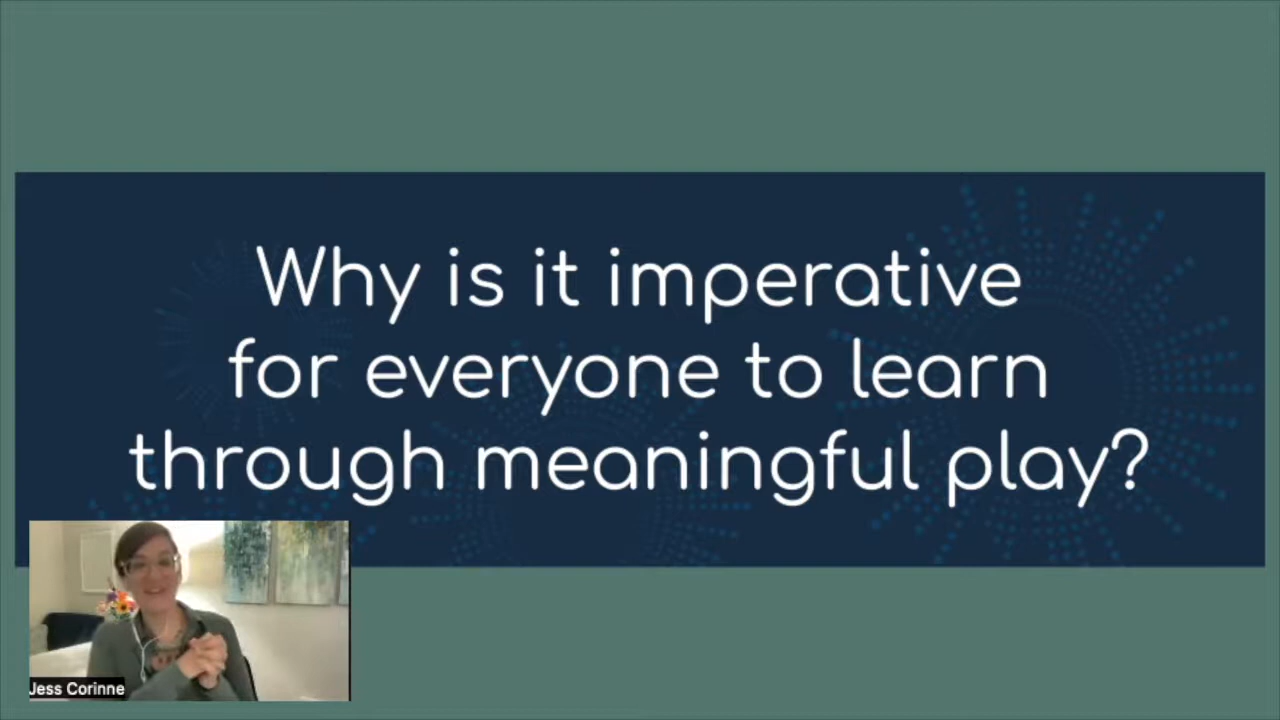 Why is it imperative
for everyone to learn
through meaningful play?
Jess Corinne